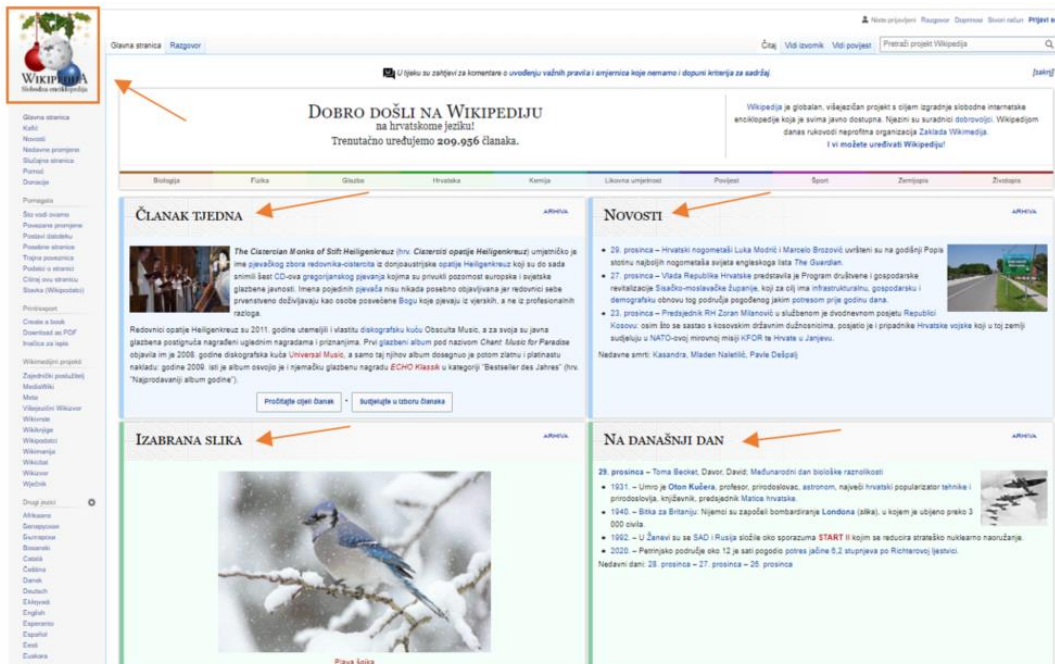 WIKIPEDIJA
Slobodna enciklopedija
Niste prijavljeni Razgovor Doprinosi Stvori račun Prijavi se
Glavna stranica Razgovor
Čitaj Vidi izvornik Vidi povijest Pretraži projekt Wikipedija
U tijeku su zahtjevi za komentare o uvođenju važnih pravila i smjernica koje nemamo i dopuni kriterija za sadržaj
[sakrij]
DOBRO DOŠLI NA WIKIPEDIJU
na hrvatskome jeziku!
Trenutačno uređujemo 209.956 članaka.
Wikipedija je globalan, višejezičan projekt s ciljem izgradnje slobodne internetske
enciklopedije koja je svima javno dostupna. Njezini su suradnici dobrovoljci. Wikipedijom
danas rukovodi neprofitna organizacija Zaklada Wikimedija.
I vi možete uređivati Wikipediju!
Biologija Fizika Glazba Hrvatska Kemija Likovna umjetnost Povijest Šport Zemljopis Životopis
Glavna stranica
Kafić
Novosti
Nedavne promjene
Slučajna stranica
Pomoć
Donacije
Pomagala
Što vodi ovamo
Povezane promjene
Postavi datoteku
Posebne stranice
Trajna poveznica
Podatci o stranici
Citiraj ovu stranicu
Stavka (Wikipodatci)
Print/export
Create a book
Download as PDF
Inačica za ispis
Wikimedijini projekti
Zajednički poslužitelj
MediaWiki
Meta
Višejezični Wikizvor
Wikivrste
Wikiknjige
Wikipodatci
Wikimanija
Wikicitat
Wikizvor
Wječnik
Drugi jezici
Afrikaans
Беларуская
Български
Bosanski
Català
Čeština
Dansk
Deutsch
Ελληνικά
English
Esperanto
Español
Eesti
Euskara
ČLANAK TJEDNA
ARHIVA
The Cistercian Monks of Stift Heiligenkreuz (hrv. Cisterciti opatije Heiligenkreuz) umjetničko je
ime pjevačkog zbora redovnika-cistercita iz donjoaustrijske opatije Heiligenkreuz koji su do sada
snimili šest CD-ova gregorijanskog pjevanja kojima su privukli pozornost europske i svjetske
glazbene javnosti. Imena pojedinih pjevača nisu nikada posebno objavljivana jer redovnici sebe
prvenstveno doživljavaju kao osobe posvećene Bogu koje pjevaju iz vjerskih, a ne iz profesionalnih
razloga.
Redovnici opatije Heiligenkreuz su 2011. godine utemeljili i vlastitu diskografsku kuću Obsculta Music, a za svoja su javna
glazbena postignuća nagrađeni uglednim nagradama i priznanjima. Prvi glazbeni album pod nazivom Chant: Music for Paradise
objavila im je 2008. godine diskografska kuća Universal Music, a samo taj njihov album dosegnuo je potom zlatnu i platinastu
nakladu: godine 2009. isti je album osvojio je i njemačku glazbenu nagradu ECHO Klassik u kategoriji "Bestseller des Jahres" (hrv.
"Najprodavaniji album godine").
Pročitajte cijeli članak • Sudjelujte u izboru članaka
NOVOSTI
ARHIVA
29. prosinca – Hrvatski nogometaši Luka Modrić i Marcelo Brozović uvršteni su na godišnji Popis
stotinu najboljih nogometaša svijeta engleskoga lista The Guardian.
27. prosinca – Vlada Republike Hrvatske predstavila je Program društvene i gospodarske
revitalizacije Sisačko-moslavačke županije, koji za cilj ima infrastrukturalnu, gospodarsku i
demografsku obnovu tog područja pogođenog jakim potresom prije godinu dana.
23. prosinca – Predsjednik RH Zoran Milanović u službenom je dvodnevnom posjetu Republici
Kosovu: osim što se sastao s kosovskim državnim dužnosnicima, posjetio je i pripadnike Hrvatske vojske koji u toj zemlji
sudjeluju u NATO-ovoj mirovnoj misiji KFOR te Hrvate u Janjevu.
Nedavne smrti: Kasandra, Mladen Naletilić, Pavle Dešpalj
IZABRANA SLIKA
ARHIVA
Plava šojka
NA DANAŠNJI DAN
ARHIVA
29. prosinca – Toma Becket, Davor, David; Međunarodni dan biološke raznolikosti
1931. – Umro je Oton Kučera, profesor, prirodoslovac, astronom, najveći hrvatski popularizator tehnike i
prirodoslovlja, književnik, predsjednik Matice hrvatske.
1940. – Bitka za Britaniju: Nijemci su započeli bombardiranje Londona (slika), u kojem je ubijeno preko 3
000 civila.
1992. – U Ženevi su se SAD i Rusija složile oko sporazuma START II kojim se reducira strateško nuklearno naoružanje.
2020. – Petrinjsko područje oko 12 je sati pogodio potres jačine 6,2 stupnjeva po Richterovoj ljestvici.
Nedavni dani: 28. prosinca – 27. prosinca – 26. prosinca